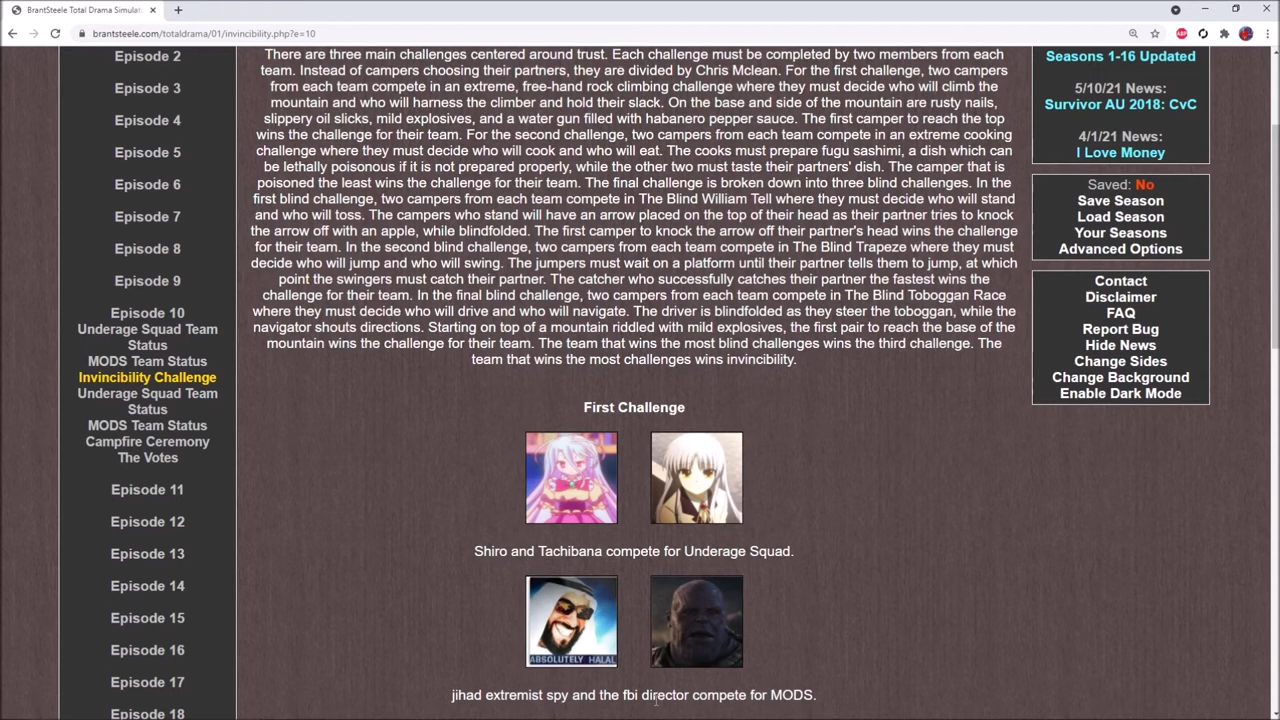 BrantSteele Total Drama Simulat
brantsteele.com/totaldrama/01/invincibility.php?e=10
Episode 2
Episode 3
Episode 4
Episode 5
Episode 6
Episode 7
Episode 8
Episode 9
Episode 10
Underage Squad Team
Status
MODS Team Status
Invincibility Challenge
Underage Squad Team
Status
MODS Team Status
Campfire Ceremony
The Votes
Episode 11
Episode 12
Episode 13
Episode 14
Episode 15
Episode 16
Episode 17
Episode 18
There are three main challenges centered around trust. Each challenge must be completed by two members from each
team. Instead of campers choosing their partners, they are divided by Chris Mclean. For the first challenge, two campers
from each team compete in an extreme, free-hand rock climbing challenge where they must decide who will climb the
mountain and who will harness the climber and hold their slack. On the base and side of the mountain are rusty nails,
slippery oil slicks, mild explosives, and a water gun filled with habanero pepper sauce. The first camper to reach the top
wins the challenge for their team. For the second challenge, two campers from each team compete in an extreme cooking
challenge where they must decide who will cook and who will eat. The cooks must prepare fugu sashimi, a dish which can
be lethally poisonous if it is not prepared properly, while the other two must taste their partners' dish. The camper that is
poisoned the least wins the challenge for their team. The final challenge is broken down into three blind challenges. In the
first blind challenge, two campers from each team compete in The Blind William Tell where they must decide who will stand
and who will toss. The campers who stand will have an arrow placed on the top of their head as their partner tries to knock
the arrow off with an apple, while blindfolded. The first camper to knock the arrow off their partner's head wins the challenge
for their team. In the second blind challenge, two campers from each team compete in The Blind Trapeze where they must
decide who will jump and who will swing. The jumpers must wait on a platform until their partner tells them to jump, at which
point the swingers must catch their partner. The catcher who successfully catches their partner the fastest wins the
challenge for their team. In the final blind challenge, two campers from each team compete in The Blind Toboggan Race
where they must decide who will drive and who will navigate. The driver is blindfolded as they steer the toboggan, while the
navigator shouts directions. Starting on top of a mountain riddled with mild explosives, the first pair to reach the base of the
mountain wins the challenge for their team. The team that wins the most blind challenges wins the third challenge. The
team that wins the most challenges wins invincibility.
First Challenge
Shiro and Tachibana compete for Underage Squad.
ABSOLUTELY HALAL
jihad extremist spy and the fbi director compete for MODS.
Seasons 1-16 Updated
5/10/21 News:
Survivor AU 2018: CvC
4/1/21 News:
I Love Money
Saved: No
Save Season
Load Season
Your Seasons
Advanced Options
Contact
Disclaimer
FAQ
Report Bug
Hide News
Change Sides
Change Background
Enable Dark Mode